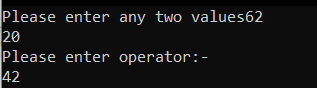 Please enter any two values62
20
Please enter operator:-
42